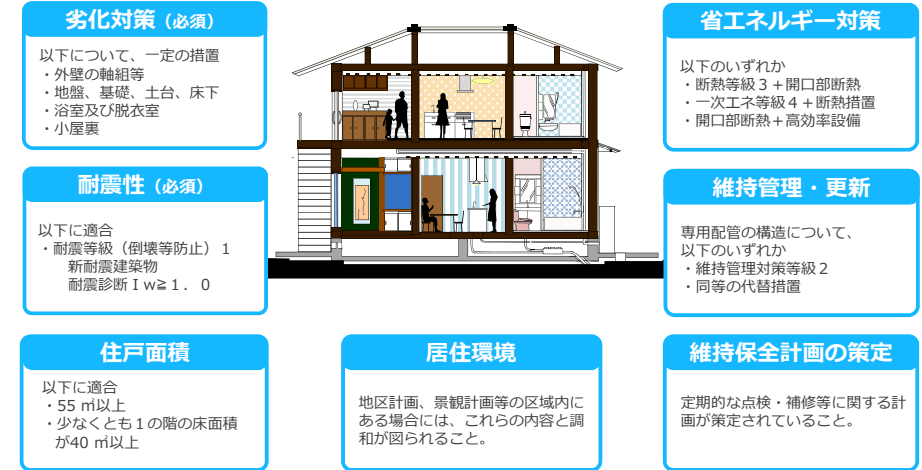 劣化対策（必須）
以下について、一定の措置
・外壁の軸組等
・地盤、基礎、土台、床下
・浴室及び脱衣室
・小屋裏
耐震性（必須）
以下に適合
・耐震等級（倒壊等防止）１
新耐震建築物
耐震診断Ｉw≧１．０
省エネルギー対策
以下のいずれか
・断熱等級３＋開口部断熱
・一次エネ等級４＋断熱措置
・開口部断熱＋高効率設備
維持管理・更新
専用配管の構造について、
以下のいずれか
・維持管理対策等級２
・同等の代替措置
住戸面積
以下に適合
・55 ㎡以上
・少なくとも１の階の床面積
が40 ㎡以上
居住環境
地区計画、景観計画等の区域内に
ある場合には、これらの内容と調
和が図られること。
維持保全計画の策定
定期的な点検・補修等に関する計
画が策定されていること。